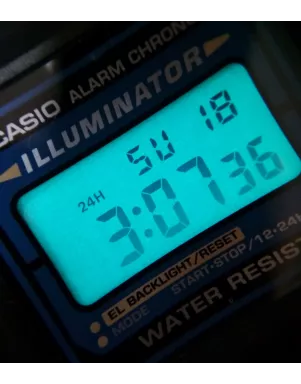 CASIO ALARM CHRONO
ILLUMINATOR
SU 18
24H
3:07 36
EL BACKLIGHT/RESET
MODE START·STOP/12·24H
WATER RESIS